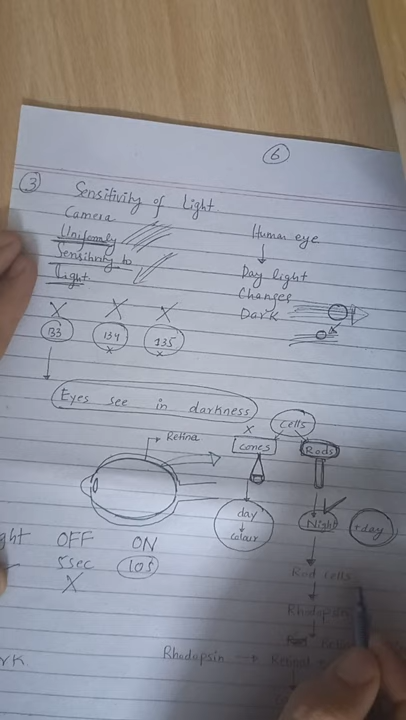 6
3 Sensitivity of Light
Camera
Uniformly
Sensitivity to
Light
Human eye
Day light
Changes
Dark
133 134 135
Eyes see in darkness
Cells
Retina
cones Rods
day
colour
Night + day
OFF ON
5sec 10s
Rod cells
Rhodopsin
Rhodopsin → Retinal